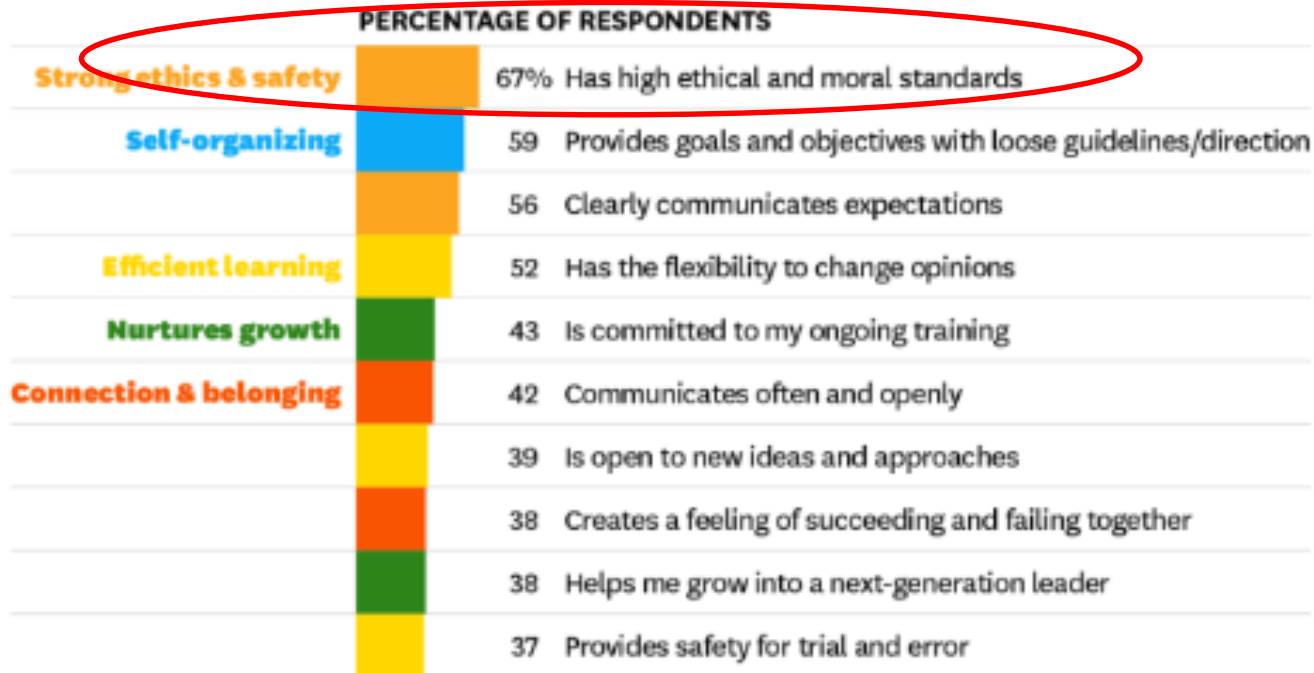 PERCENTAGE OF RESPONDENTS
Strong ethics & safety 67% Has high ethical and moral standards
Self-organizing 59 Provides goals and objectives with loose guidelines/direction
56 Clearly communicates expectations
Efficient learning 52 Has the flexibility to change opinions
Nurtures growth 43 Is committed to my ongoing training
Connection & belonging 42 Communicates often and openly
39 Is open to new ideas and approaches
38 Creates a feeling of succeeding and failing together
38 Helps me grow into a next-generation leader
37 Provides safety for trial and error